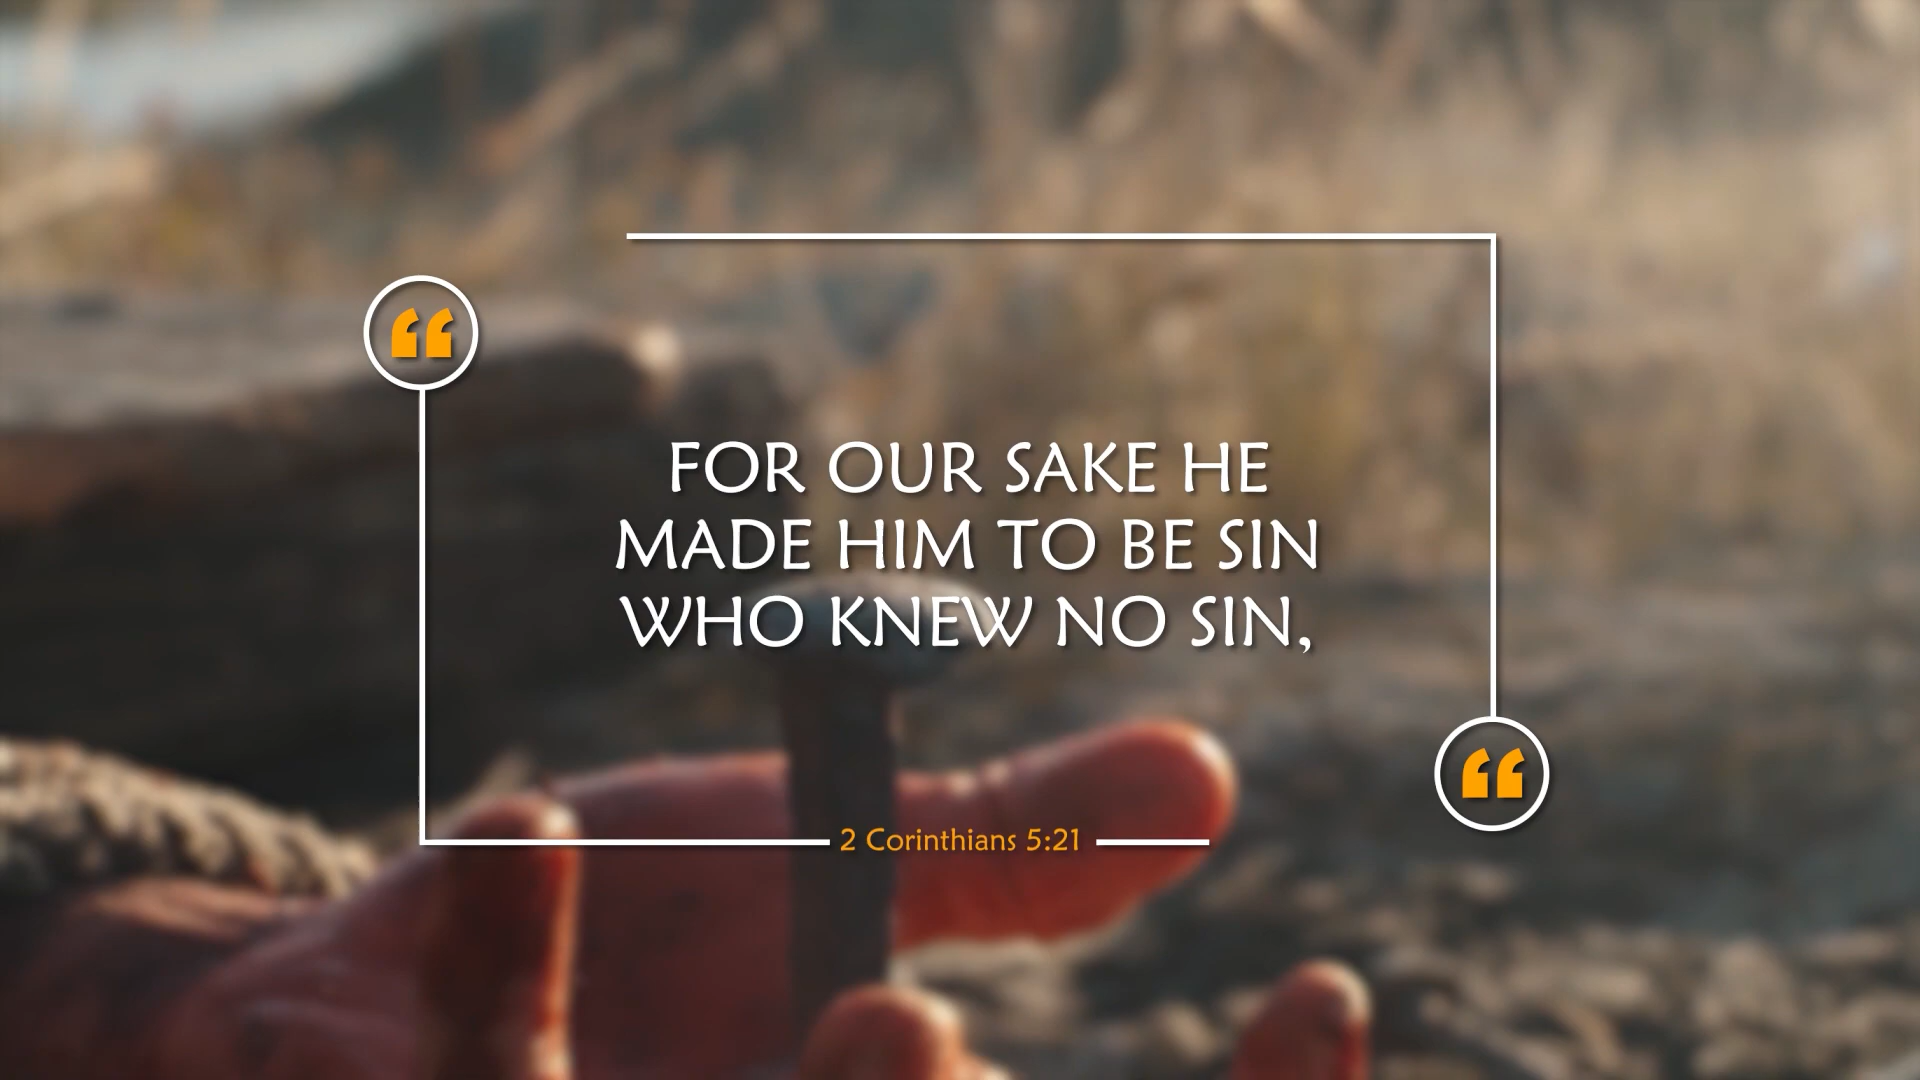 “
FOR OUR SAKE HE
MADE HIM TO BE SIN
WHO KNEW NO SIN,
“
2 Corinthians 5:21